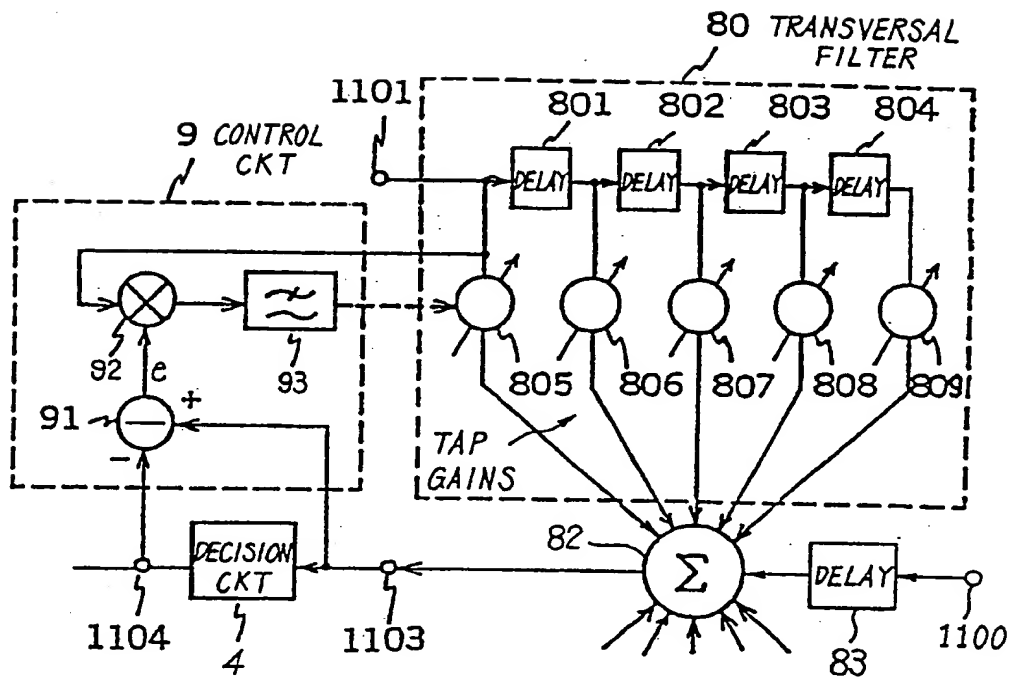 80 TRANSVERSAL
FILTER
1101
801
802
803
804
9 CONTROL
CKT
DELAY
DELAY
DELAY
DELAY
92
e
93
805
806
807
808
809
91
+
−
−
TAP
GAINS
82
Σ
DECISION
CKT
DELAY
1104
4
1103
83
1100